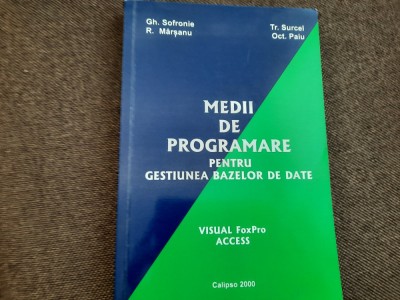 Gh. Sofronie
R. Mârşanu
Tr. Surcel
Oct. Paiu
MEDII
DE
PROGRAMARE
PENTRU
GESTIUNEA BAZELOR DE DATE
VISUAL FoxPro
ACCESS
Calipso 2000